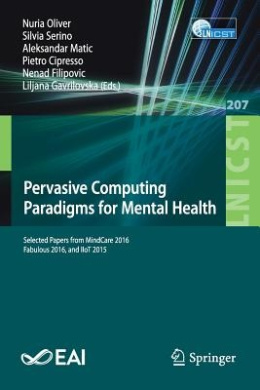 Nuria Oliver
Silvia Serino
Aleksandar Matic
Pietro Cipresso
Nenad Filipovic
Liljana Gavrilovska (Eds.)
LNICST
207
LNICST
Pervasive Computing
Paradigms for Mental Health
Selected Papers from MindCare 2016
Fabulous 2016, and IIoT 2015
EAI
Springer